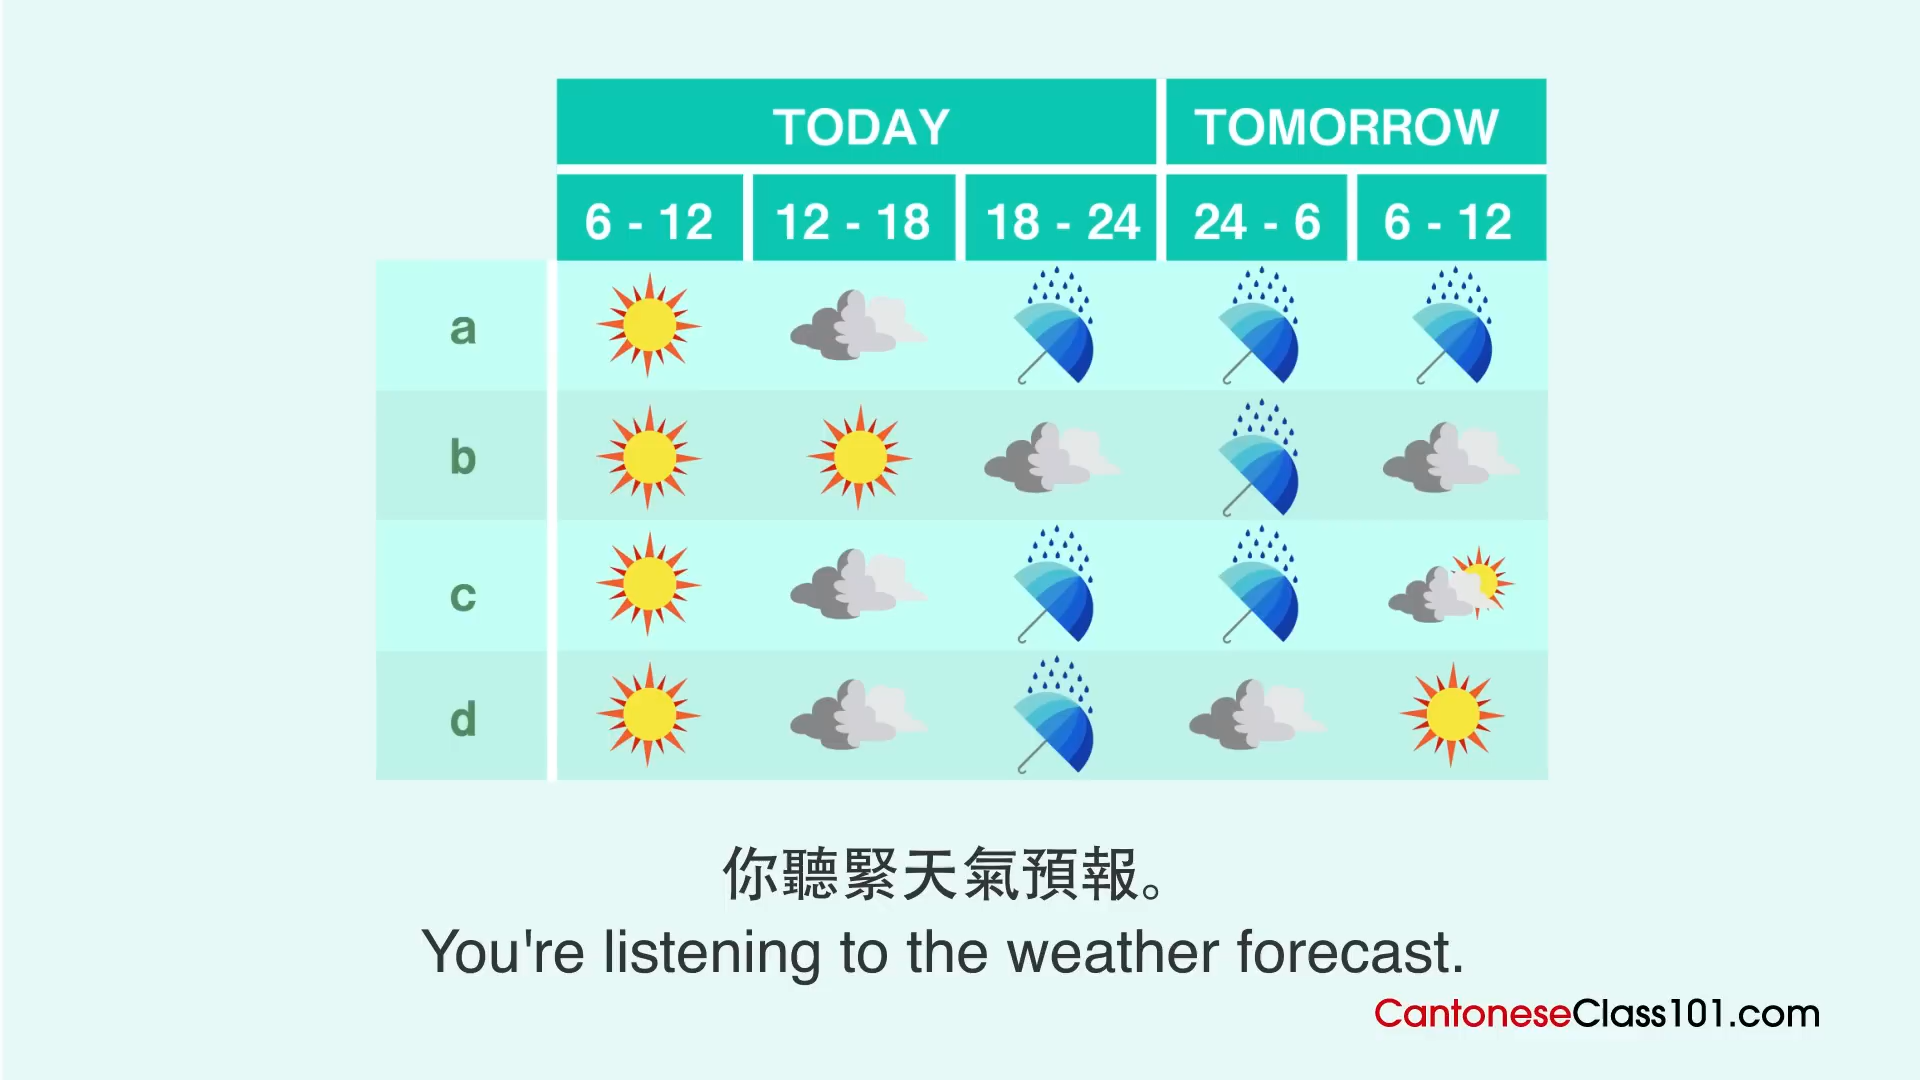 TODAY TOMORROW
6 - 12 12 - 18 18 - 24 24 - 6 6 - 12
a
b
c
d
你聽緊天氣預報。
You're listening to the weather forecast.
CantoneseClass101.com